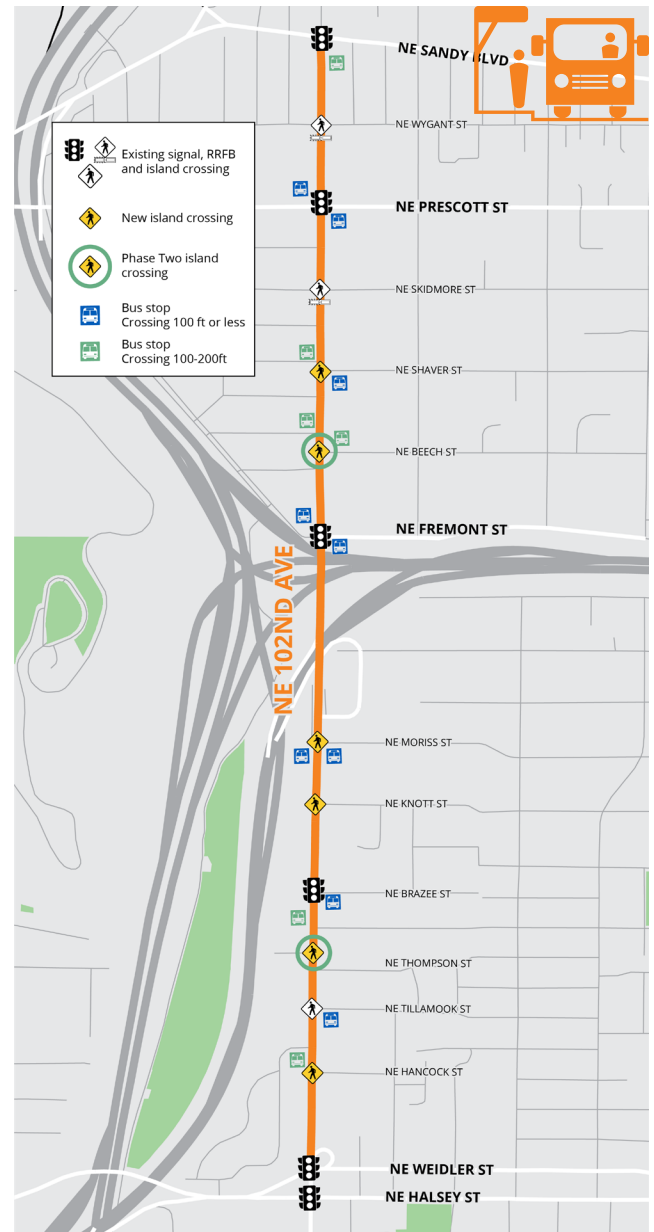 NE SANDY BLVD
NE WYGANT ST
Existing signal, RRFB
and island crossing
New island crossing
Phase Two island
crossing
Bus stop
Crossing 100 ft or less
Bus stop
Crossing 100-200ft
NE PRESCOTT ST
NE SKIDMORE ST
NE SHAVER ST
NE BEECH ST
NE FREMONT ST
NE 102ND AVE
NE MORISS ST
NE KNOTT ST
NE BRAZEE ST
NE THOMPSON ST
NE TILLAMOOK ST
NE HANCOCK ST
NE WEIDLER ST
NE HALSEY ST